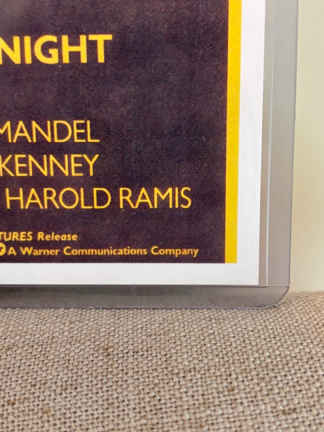 NIGHT
MANDEL
KENNEY
HAROLD RAMIS
TURES Release
A Warner Communications Company